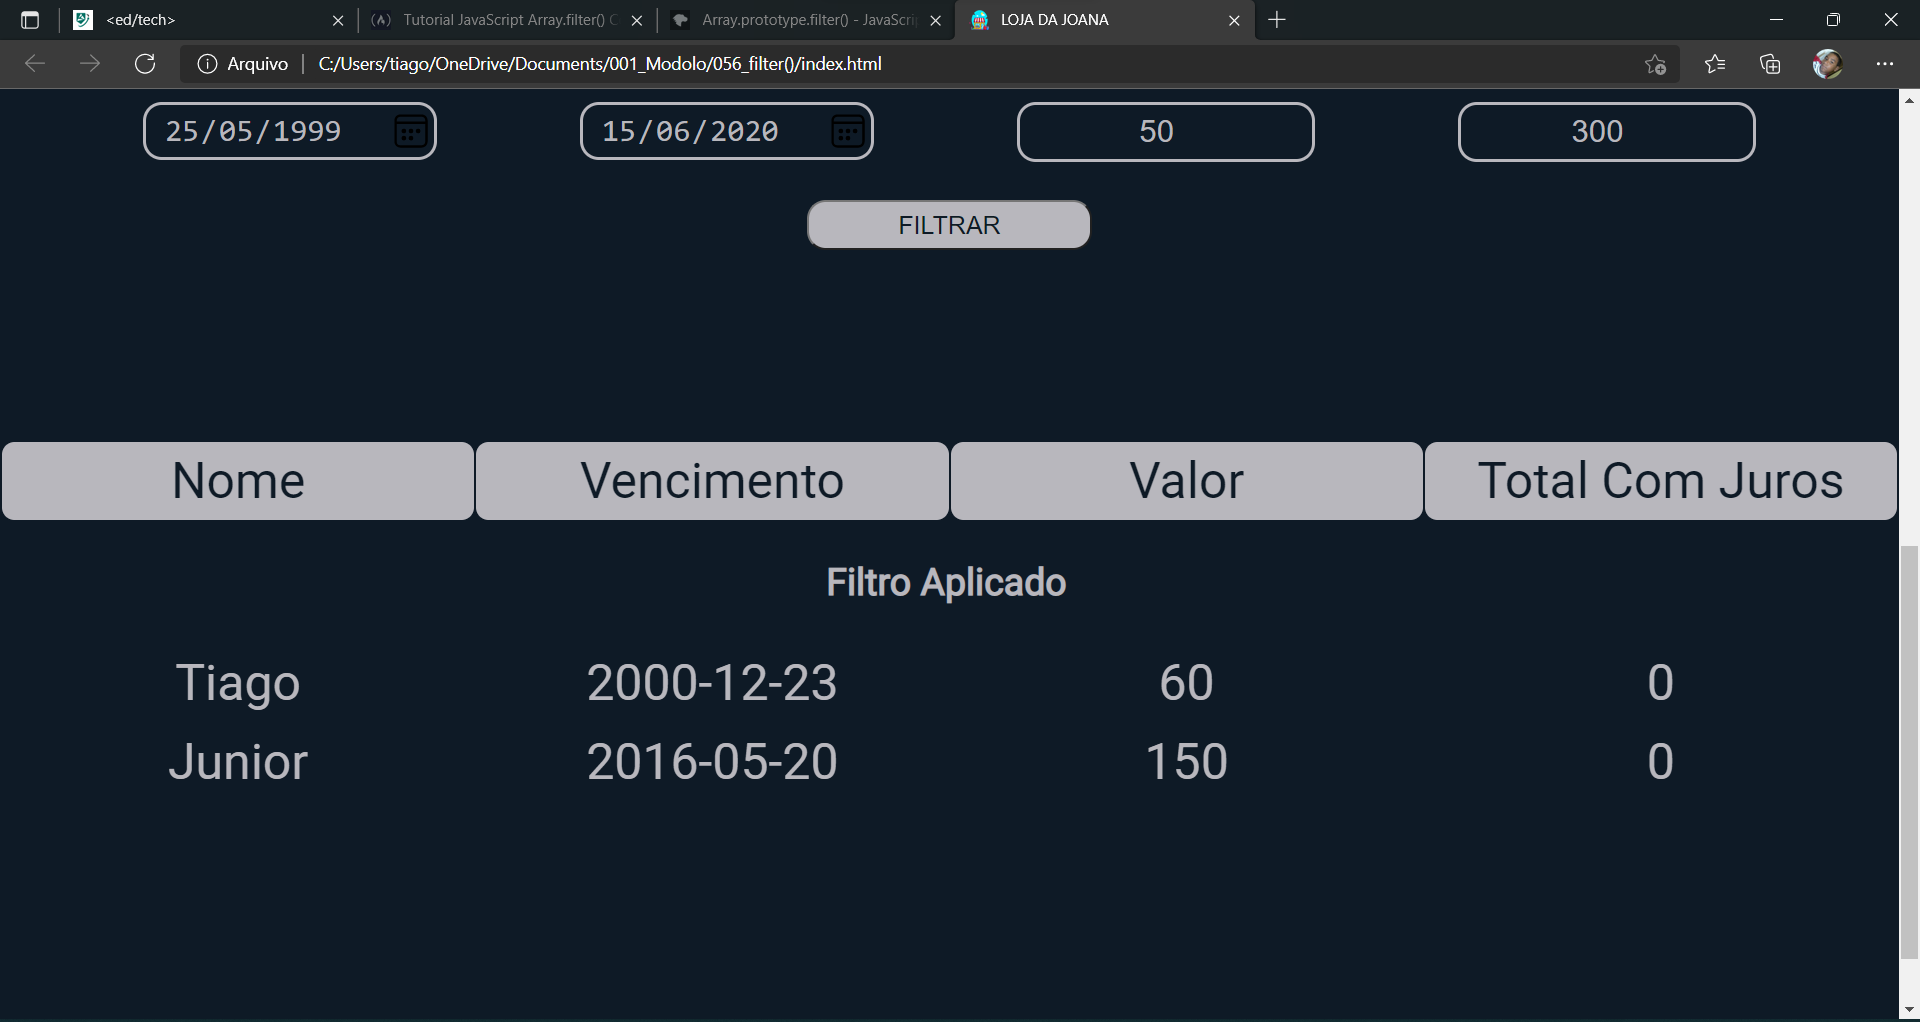 <ed/tech>
Tutorial JavaScript Array.filter()
Array.prototype.filter() - JavaScri
LOJA DA JOANA
Arquivo
C:/Users/tiago/OneDrive/Documents/001_Modolo/056_filter()/index.html
25/05/1999
15/06/2020
50
300
FILTRAR
Nome
Vencimento
Valor
Total Com Juros
Filtro Aplicado
Tiago
2000-12-23
60
0
Junior
2016-05-20
150
0